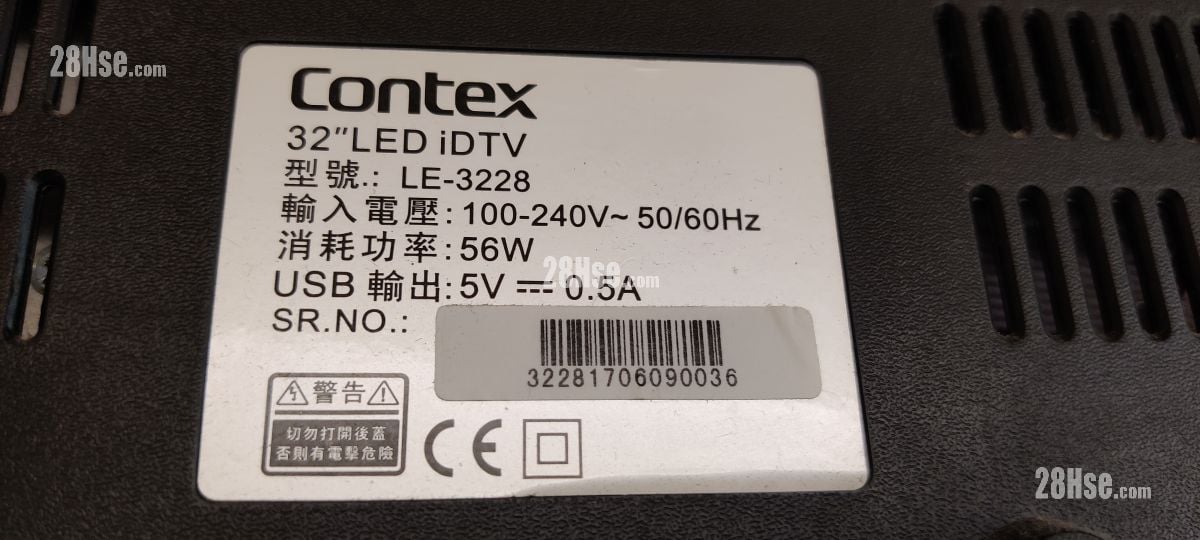 28Hse.com
Contex
32"LED iDTV
型號.: LE-3228
輸入電壓: 100-240V~ 50/60Hz
消耗功率: 56W
28Hse.com
USB 輸出: 5V ⎓ 0.5A
SR.NO.:
32281706090036
警告
切勿打開後蓋
否則有電擊危險
CE
28Hse.com